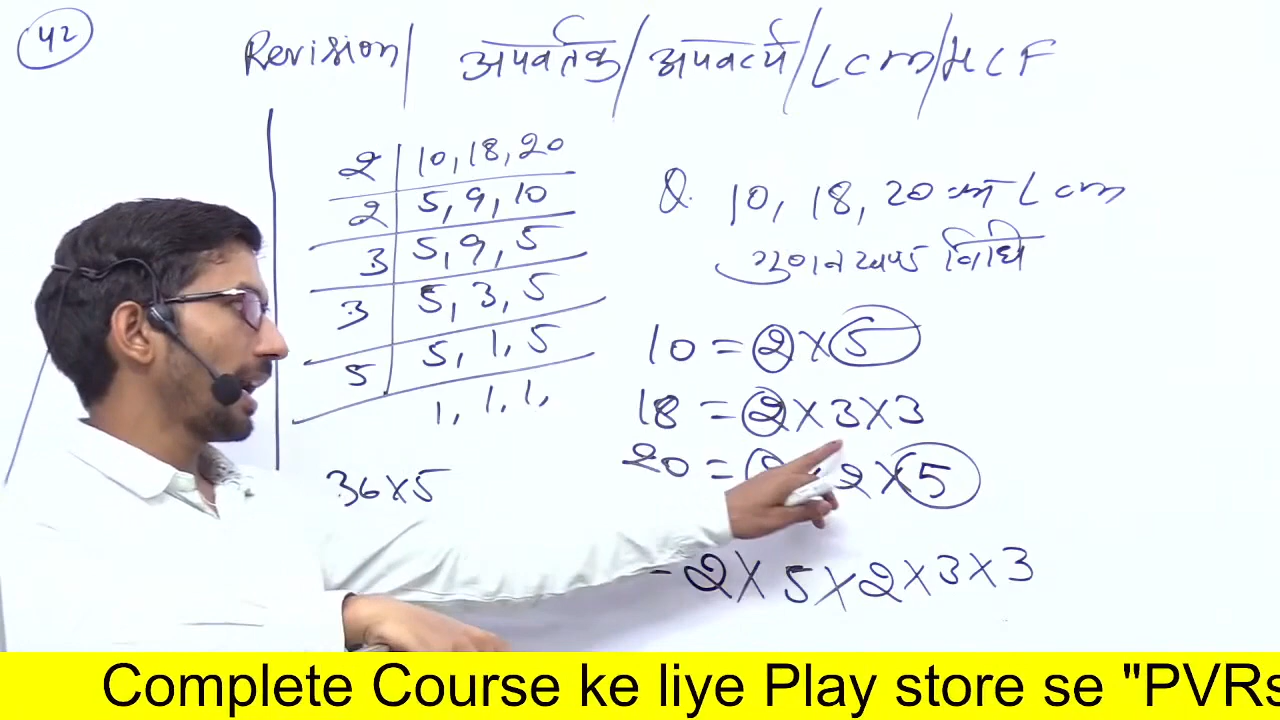 42
Revision / अपवर्तक / अपवर्त्य / LCM / HCF
2 | 10, 18, 20
2 | 5, 9, 10
3 | 5, 9, 5
3 | 5, 3, 5
5 | 5, 1, 5
1, 1, 1,
36×5
Q. 10, 18, 20 का LCM
गुणनखण्ड विधि
10 = 2×5
18 = 2×3×3
20 = 2×2×5
= 2×5×2×3×3
Complete Course ke liye Play store se "PVRs